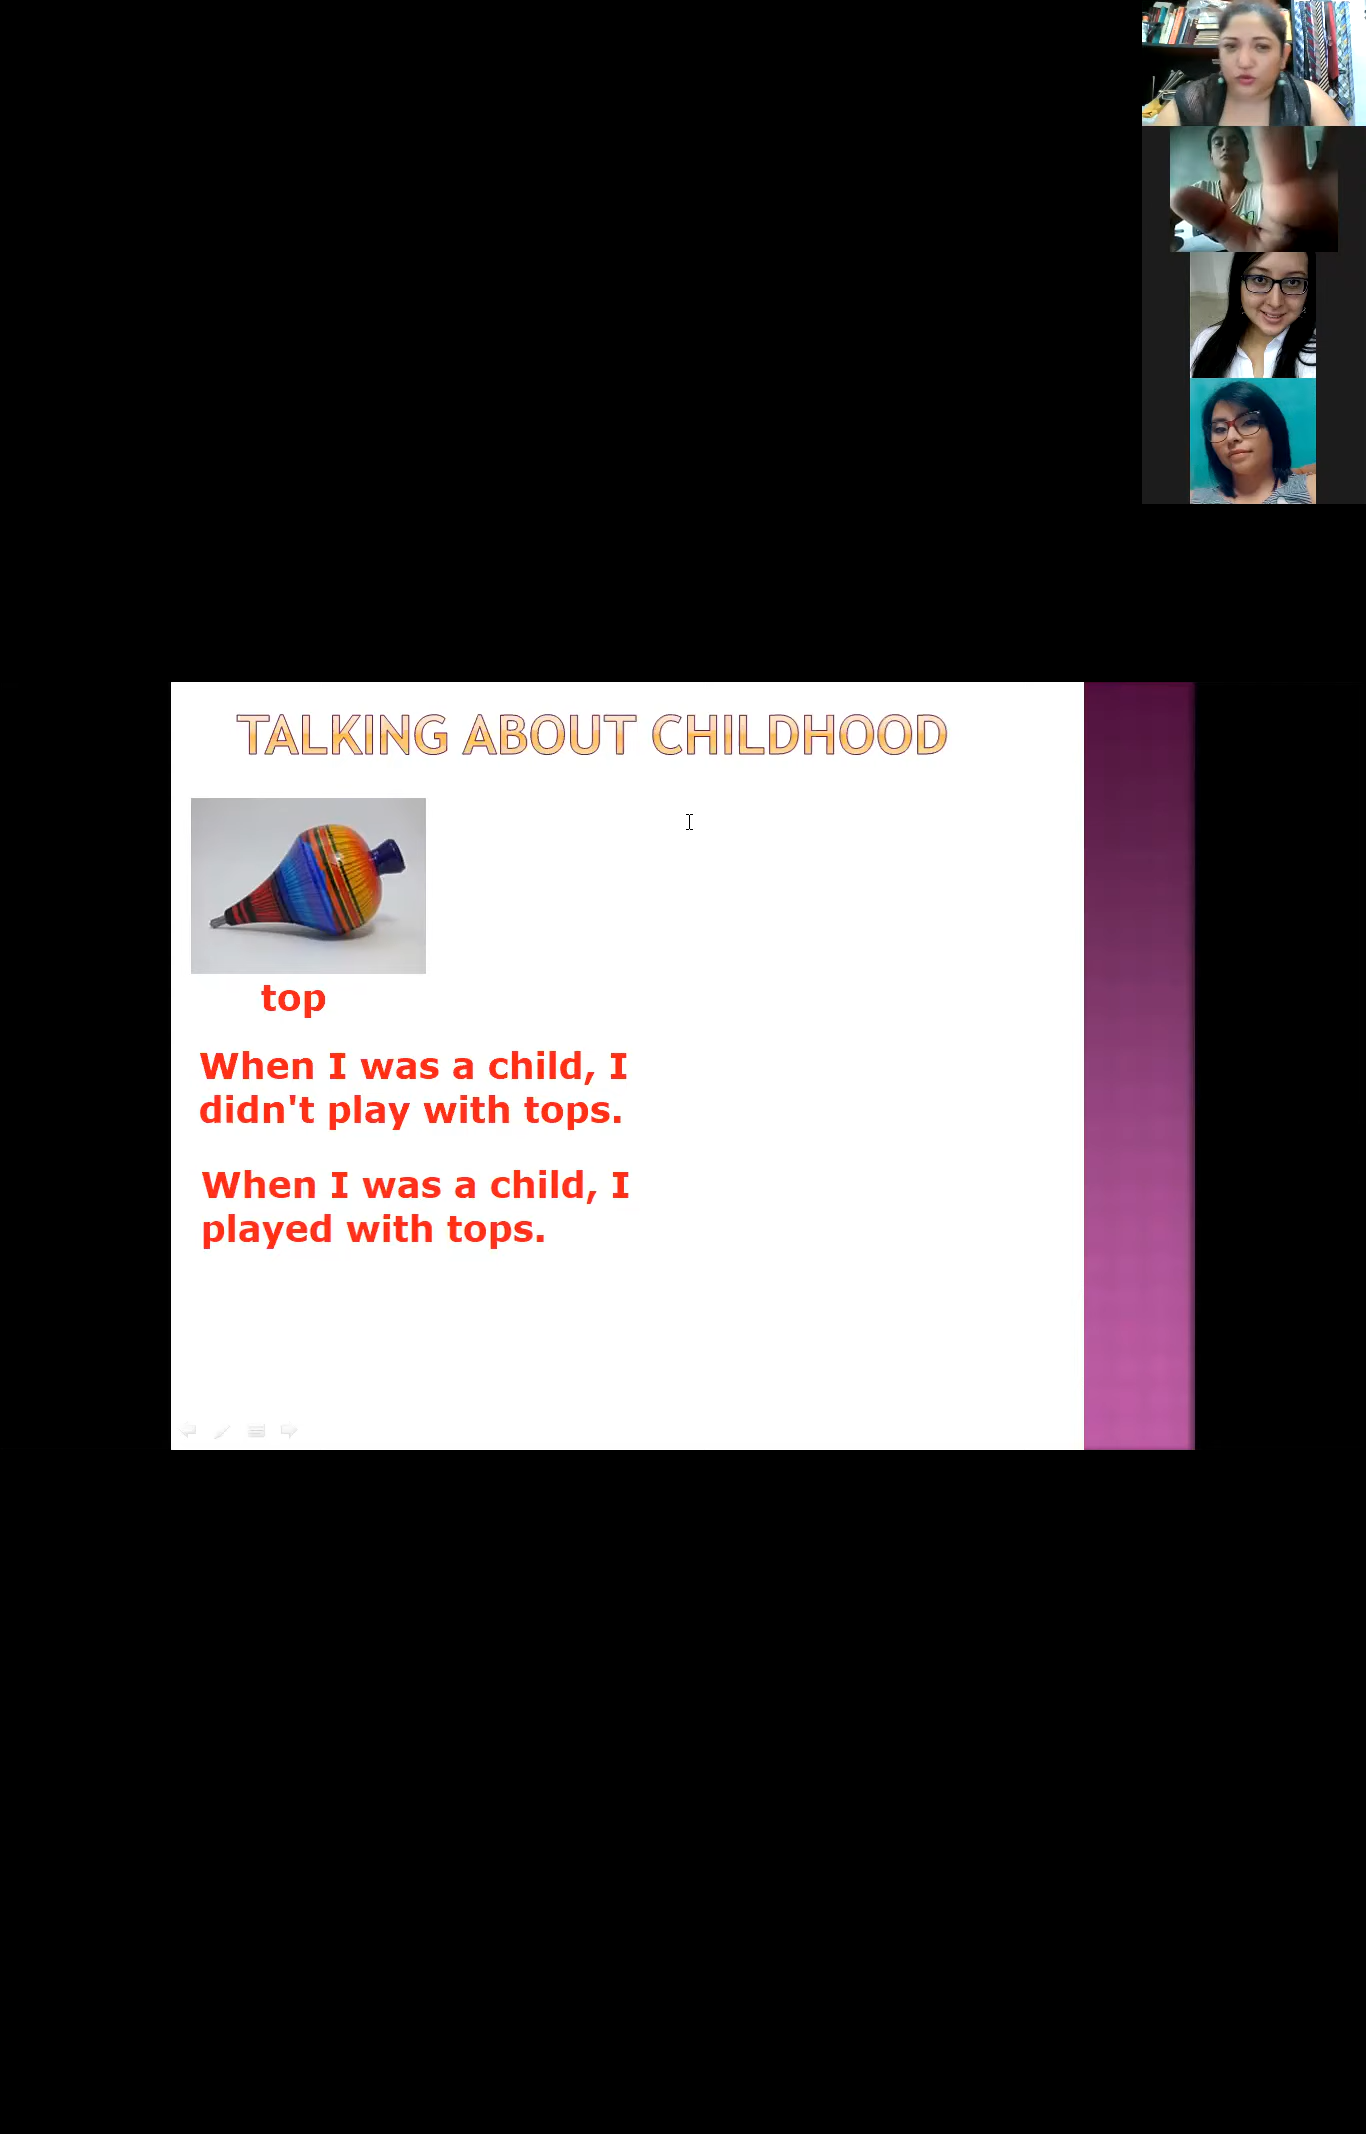 TALKING ABOUT CHILDHOOD
top
When I was a child, I
didn't play with tops.
When I was a child, I
played with tops.